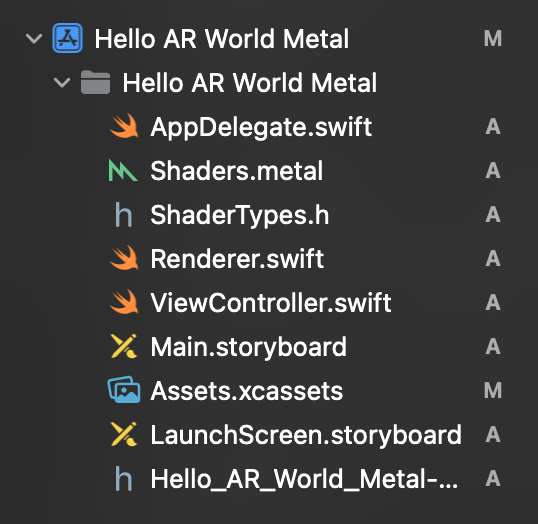 Hello AR World Metal M
Hello AR World Metal
AppDelegate.swift A
Shaders.metal A
h ShaderTypes.h A
Renderer.swift A
ViewController.swift A
Main.storyboard A
Assets.xcassets M
LaunchScreen.storyboard A
h Hello_AR_World_Metal-... A